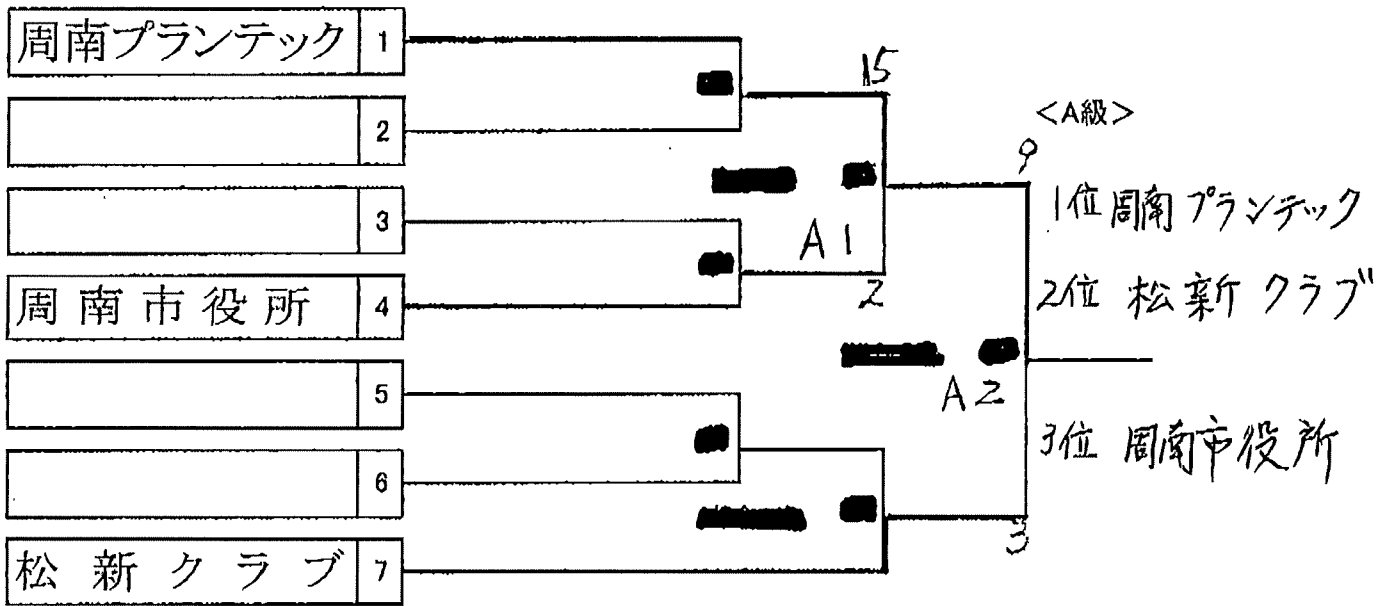 周南プランテック 1
15
2
<A級>
9
3
1位 周南プランテック
A1
周南市役所 4
2
2位 松新クラブ
5
A2
3位 周南市役所
6
3
松新クラブ 7